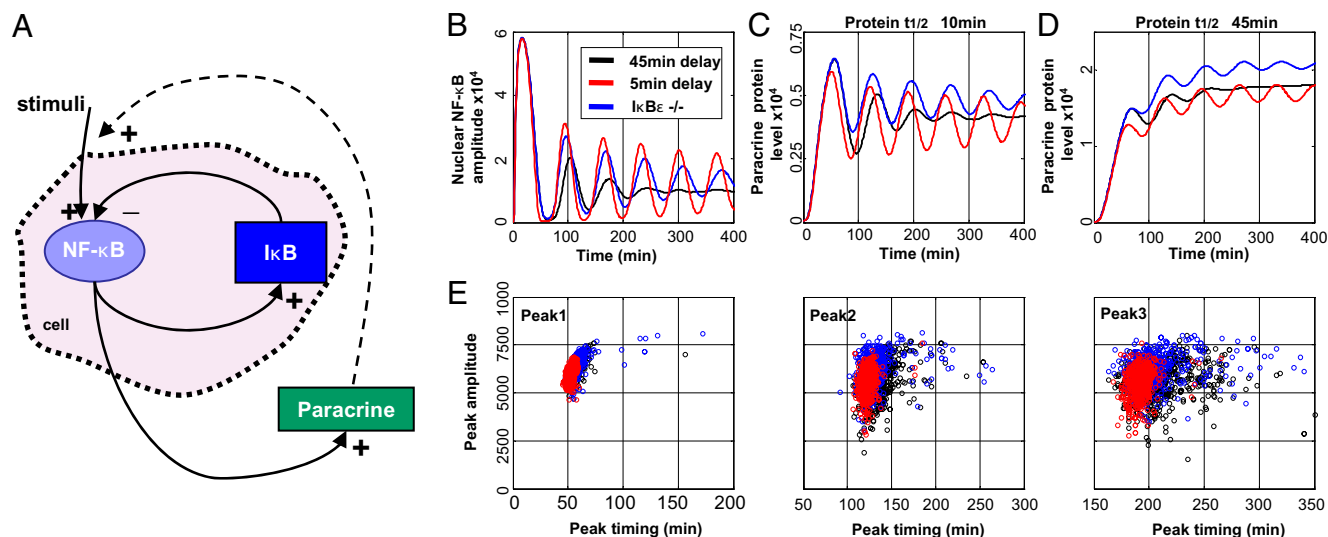 A
stimuli
+
+
–
NF-κB
IκB
+
cell
Paracrine
+
B
Nuclear NF-κB
amplitude x10⁴
6
4
2
0
45min delay
5min delay
IκBε -/-
0 100 200 300 400
Time (min)
C
Protein t1/2 10min
Paracrine protein
level x10⁴
0.75
0.5
0.25
0
0 100 200 300 400
Time (min)
D
Protein t1/2 45min
Paracrine protein
level x10⁴
2
1
0
0 100 200 300 400
Time (min)
E
Peak amplitude
1000
7500
5000
2500
0
Peak1
0 50 100 150 200
Peak timing (min)
Peak2
50 100 150 200 250 300
Peak timing (min)
Peak3
150 200 250 300 350
Peak timing (min)